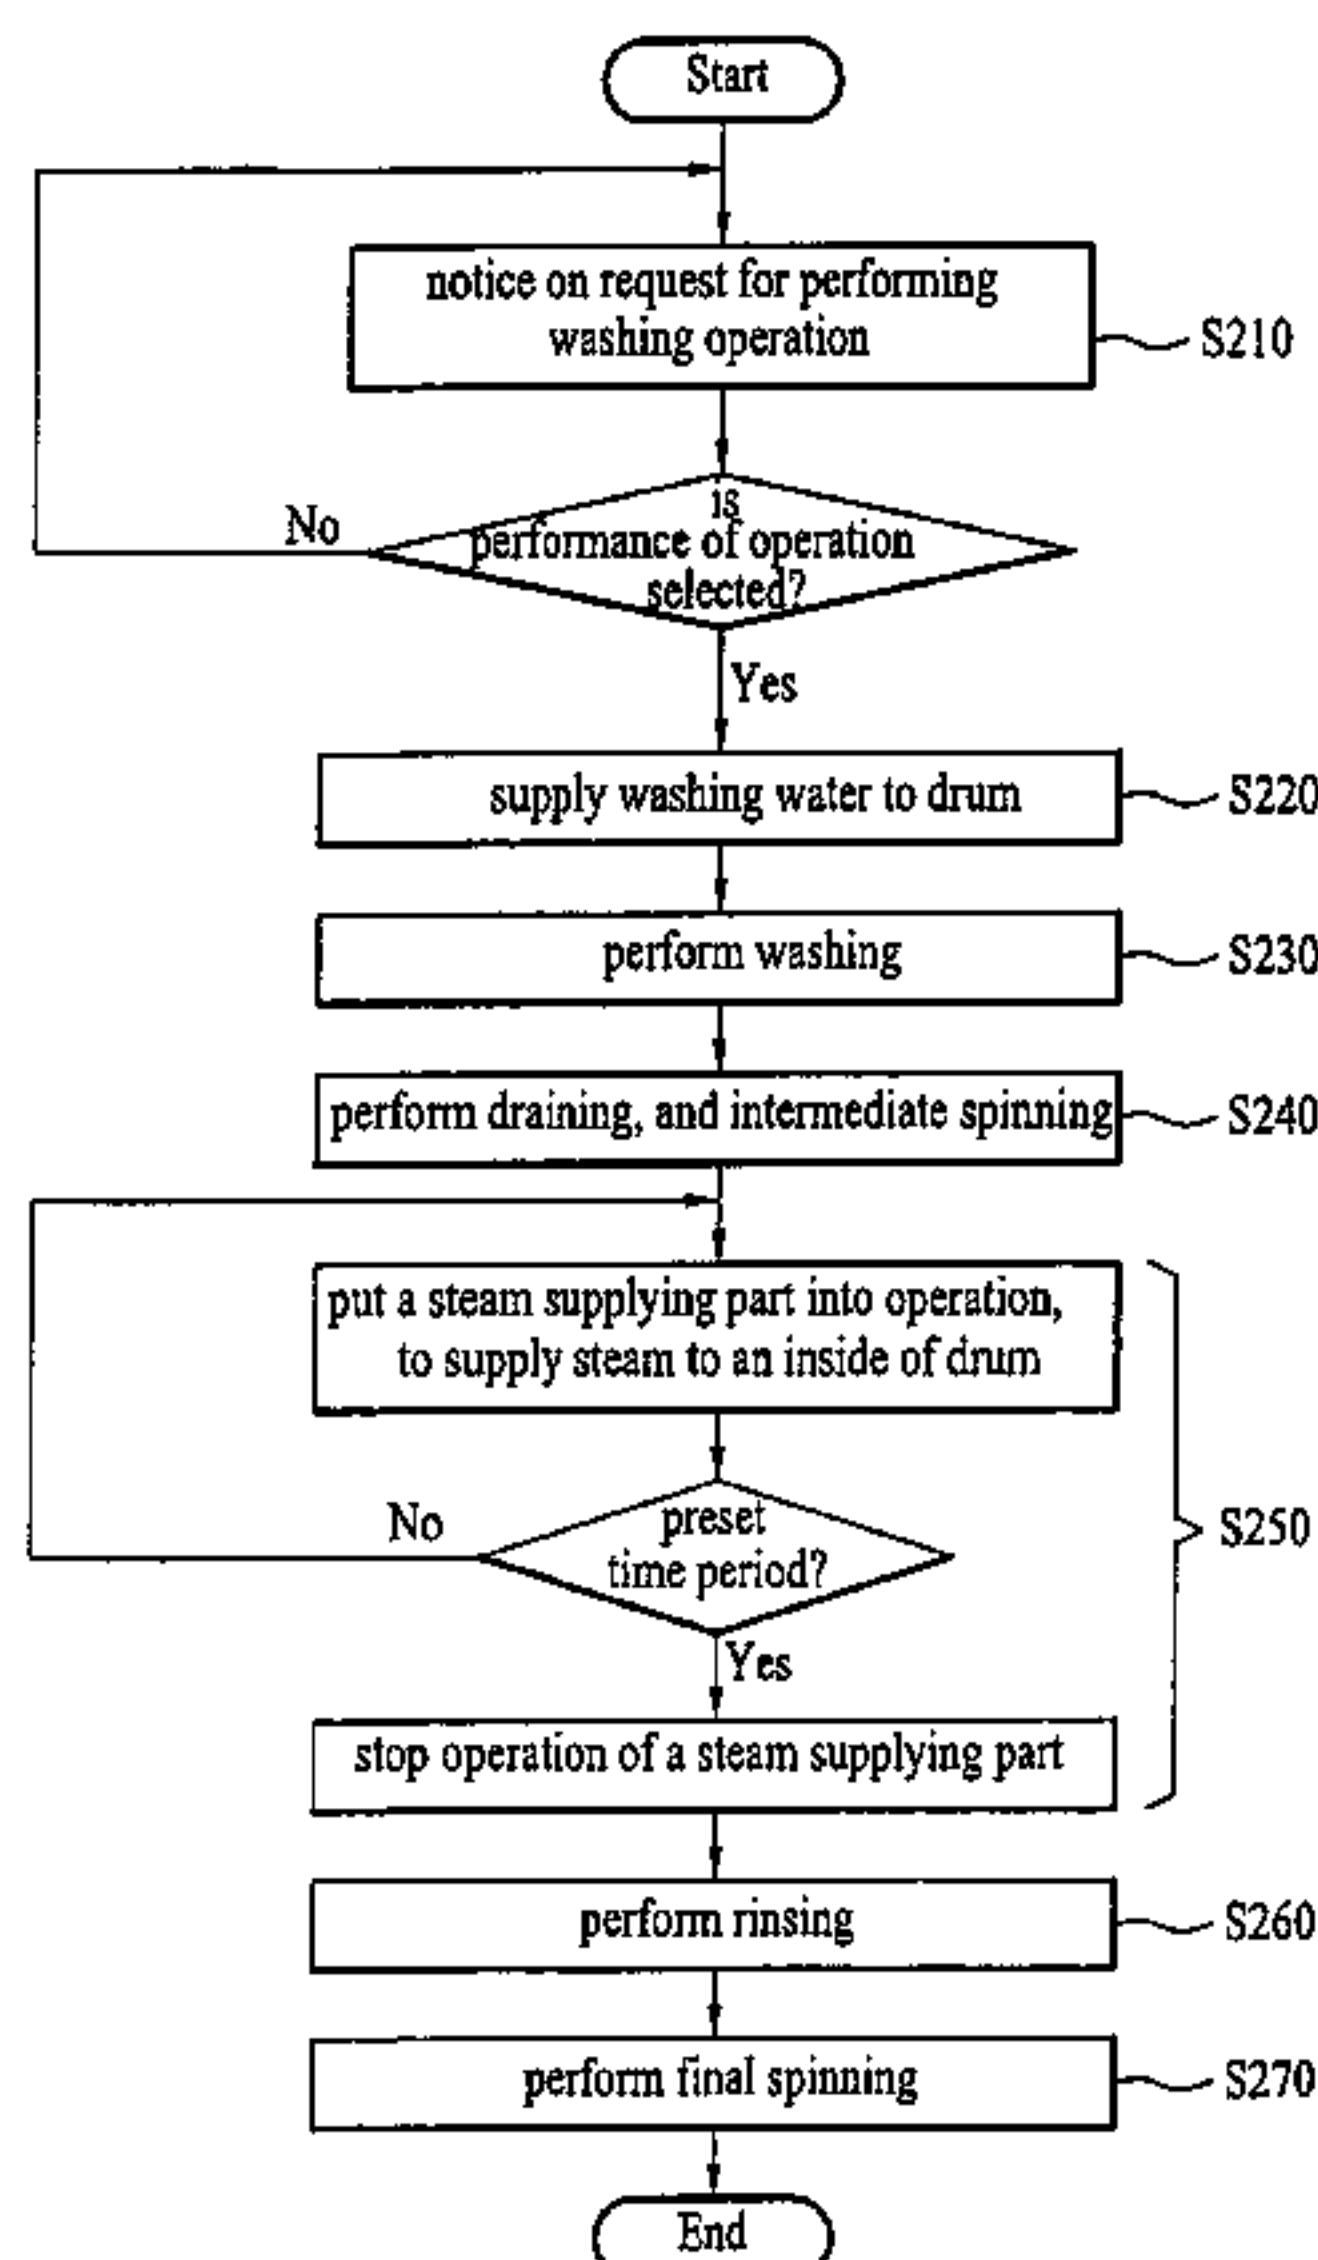 Start
notice on request for performing
washing operation
S210
is
performance of operation
selected?
No
Yes
supply washing water to drum
S220
perform washing
S230
perform draining, and intermediate spinning
S240
put a steam supplying part into operation,
to supply steam to an inside of drum
preset
time period?
No
S250
Yes
stop operation of a steam supplying part
perform rinsing
S260
perform final spinning
S270
End